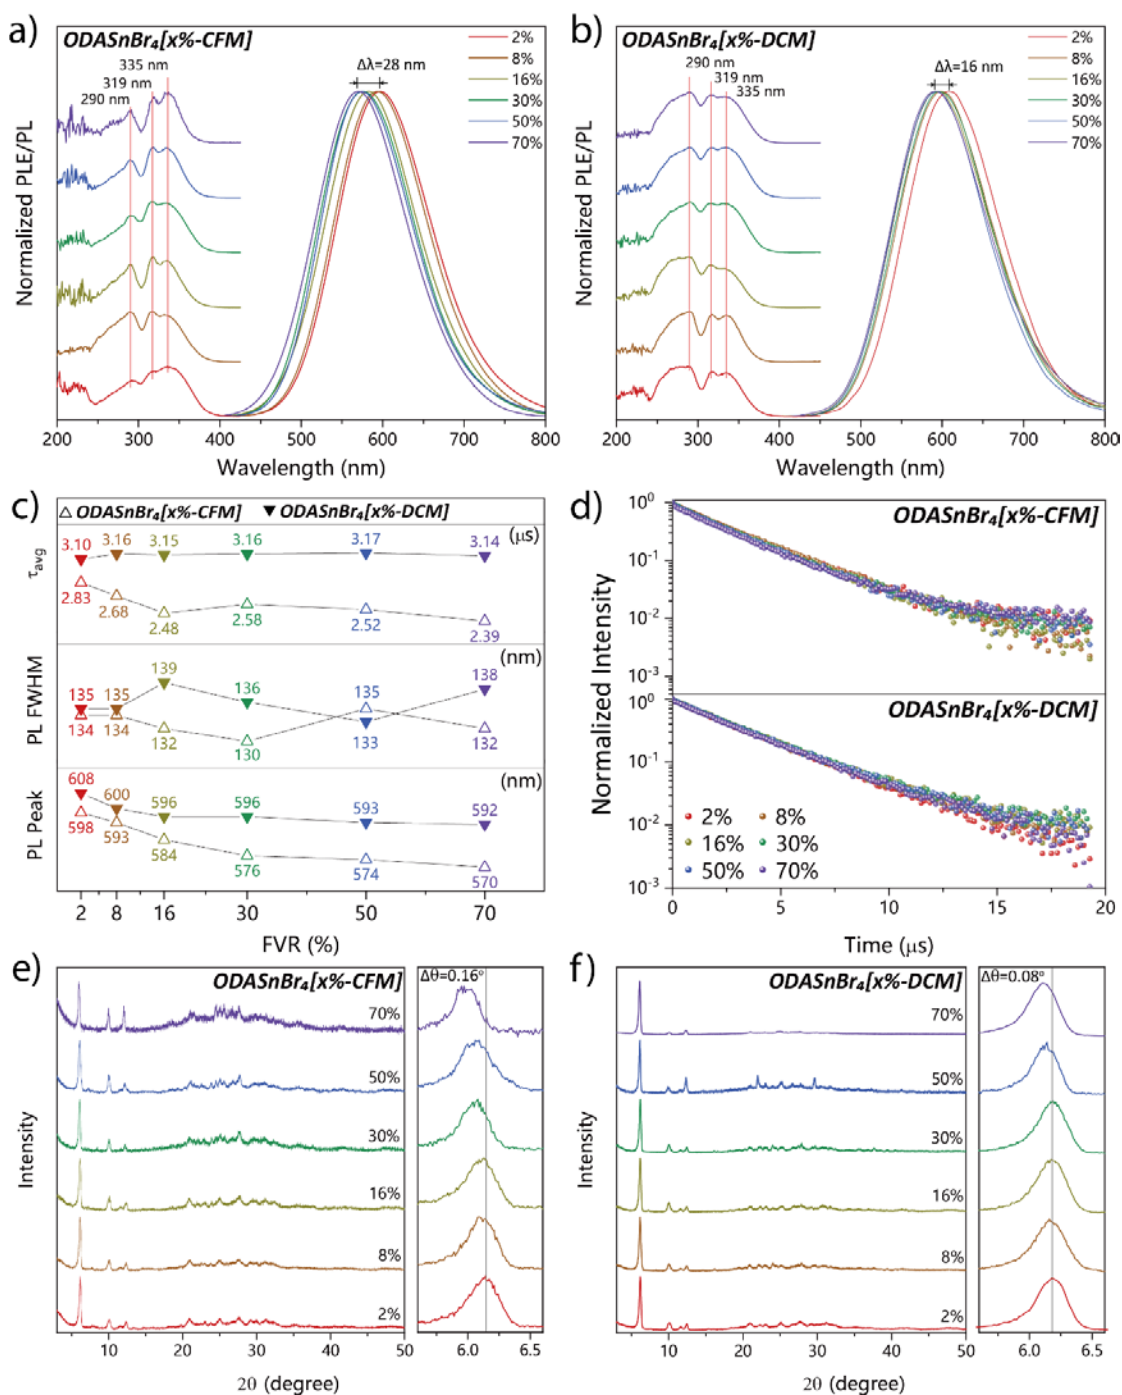 a)
ODASnBr₄[x%-CFM]
335 nm
319 nm
290 nm
Δλ=28 nm
2%
8%
16%
30%
50%
70%
Normalized PLE/PL
200 300 400 500 600 700 800
Wavelength (nm)
b)
ODASnBr₄[x%-DCM]
290 nm
319 nm
335 nm
Δλ=16 nm
2%
8%
16%
30%
50%
70%
Normalized PLE/PL
200 300 400 500 600 700 800
Wavelength (nm)
c)
△ ODASnBr₄[x%-CFM] ▼ ODASnBr₄[x%-DCM]
(μs)
τavg
3.10 3.16 3.15 3.16 3.17 3.14
2.83 2.68 2.48 2.58 2.52 2.39
(nm)
PL FWHM
135 135 139 136 135 138
134 134 132 130 133 132
(nm)
PL Peak
608 600 596 596 593 592
598 593 584 576 574 570
2 8 16 30 50 70
FVR (%)
d)
ODASnBr₄[x%-CFM]
10⁰
10⁻¹
10⁻²
10⁻³
ODASnBr₄[x%-DCM]
10⁰
10⁻¹
10⁻²
10⁻³
2% 8%
16% 30%
50% 70%
Normalized Intensity
0 5 10 15 20
Time (μs)
e)
ODASnBr₄[x%-CFM]
Δθ=0.16°
70%
50%
30%
16%
8%
2%
Intensity
10 20 30 40 50
6.0 6.5
2θ (degree)
f)
ODASnBr₄[x%-DCM]
Δθ=0.08°
70%
50%
30%
16%
8%
2%
Intensity
10 20 30 40 50
6.0 6.5
2θ (degree)